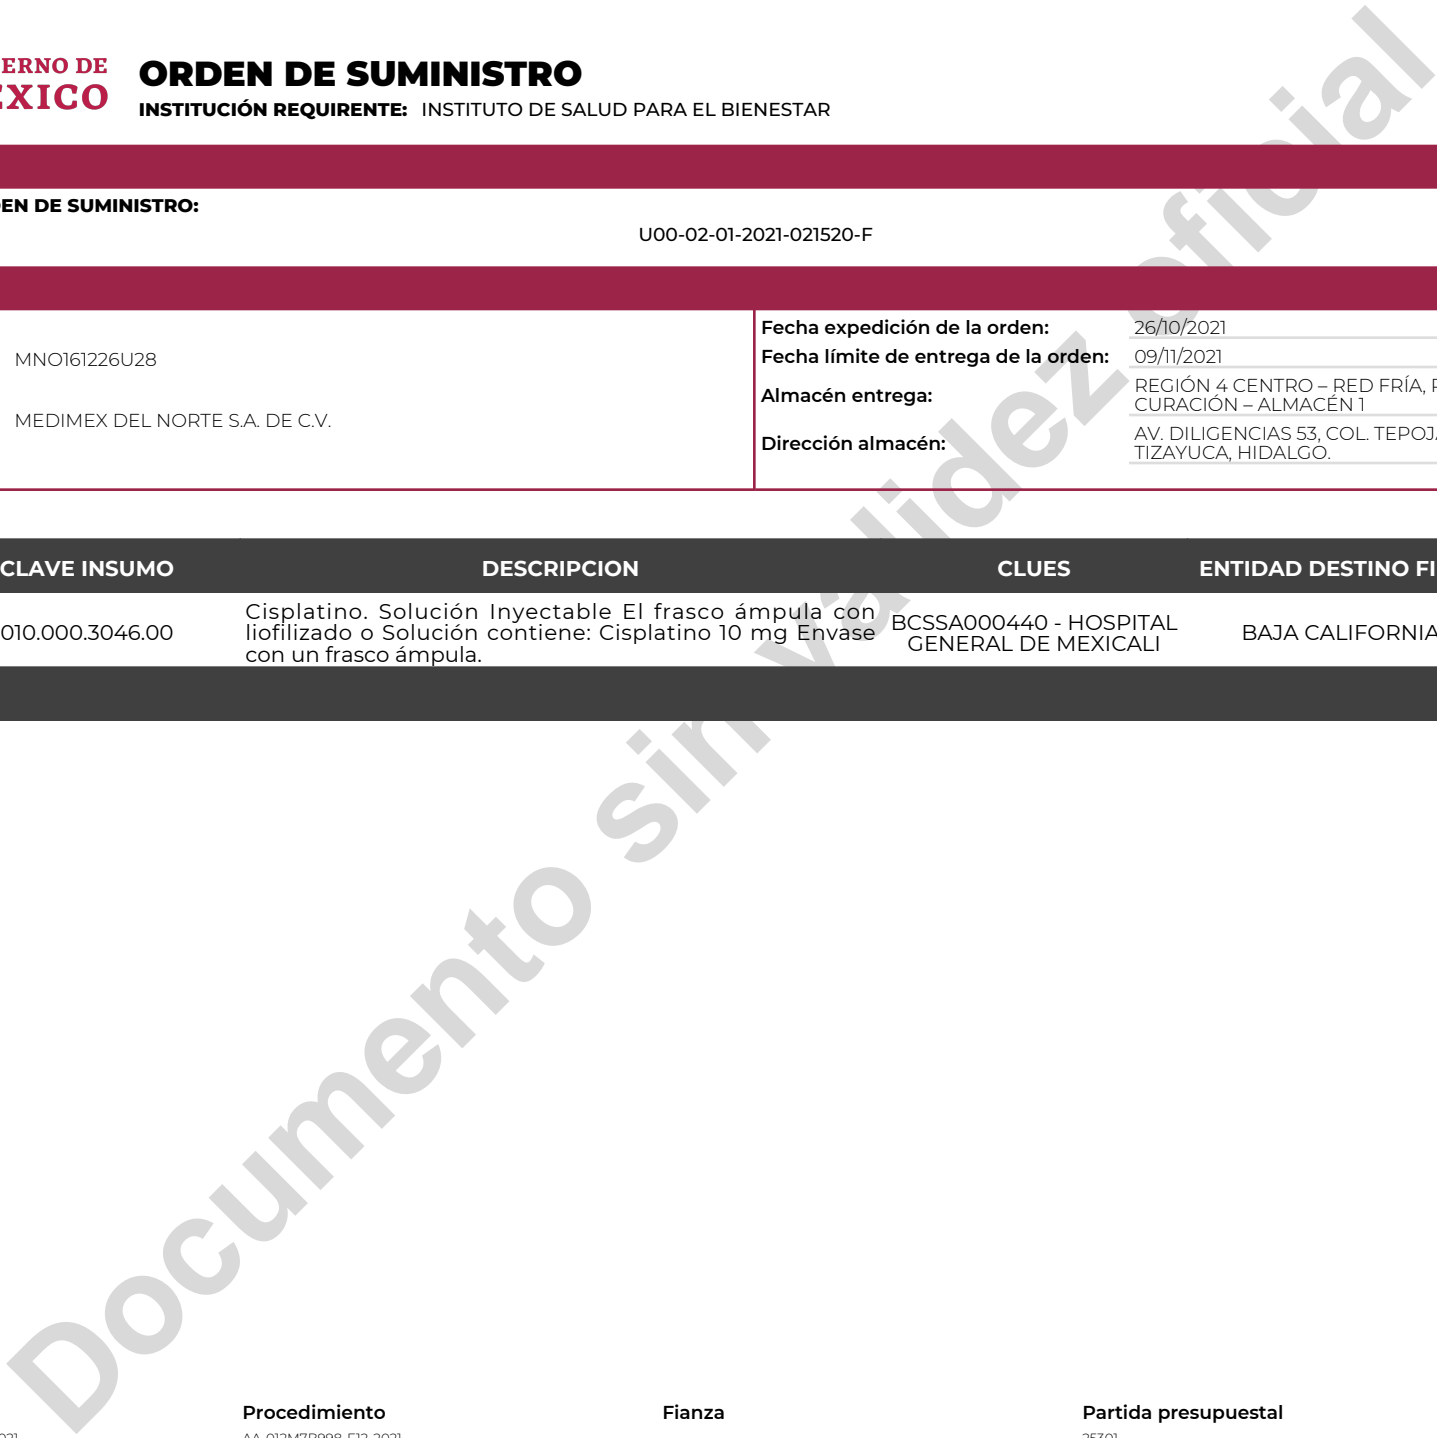 ORDEN DE SUMINISTRO
INSTITUCIÓN REQUIRENTE: INSTITUTO DE SALUD PARA EL BIENESTAR
ERNO DE
XICO
EN DE SUMINISTRO:
U00-02-01-2021-021520-F
MNO161226U28
MEDIMEX DEL NORTE S.A. DE C.V.
Fecha expedición de la orden: 26/10/2021
Fecha límite de entrega de la orden: 09/11/2021
Almacén entrega: REGIÓN 4 CENTRO – RED FRÍA,
CURACIÓN – ALMACÉN 1
Dirección almacén: AV. DILIGENCIAS 53, COL. TEPOJ
TIZAYUCA, HIDALGO.
CLAVE INSUMO DESCRIPCION CLUES ENTIDAD DESTINO FI
010.000.3046.00
Cisplatino. Solución Inyectable El frasco ámpula con
liofilizado o Solución contiene: Cisplatino 10 mg Envase
con un frasco ámpula.
BCSSA000440 - HOSPITAL
GENERAL DE MEXICALI
BAJA CALIFORNIA
Documento sin validez oficial
Procedimiento Fianza Partida presupuestal